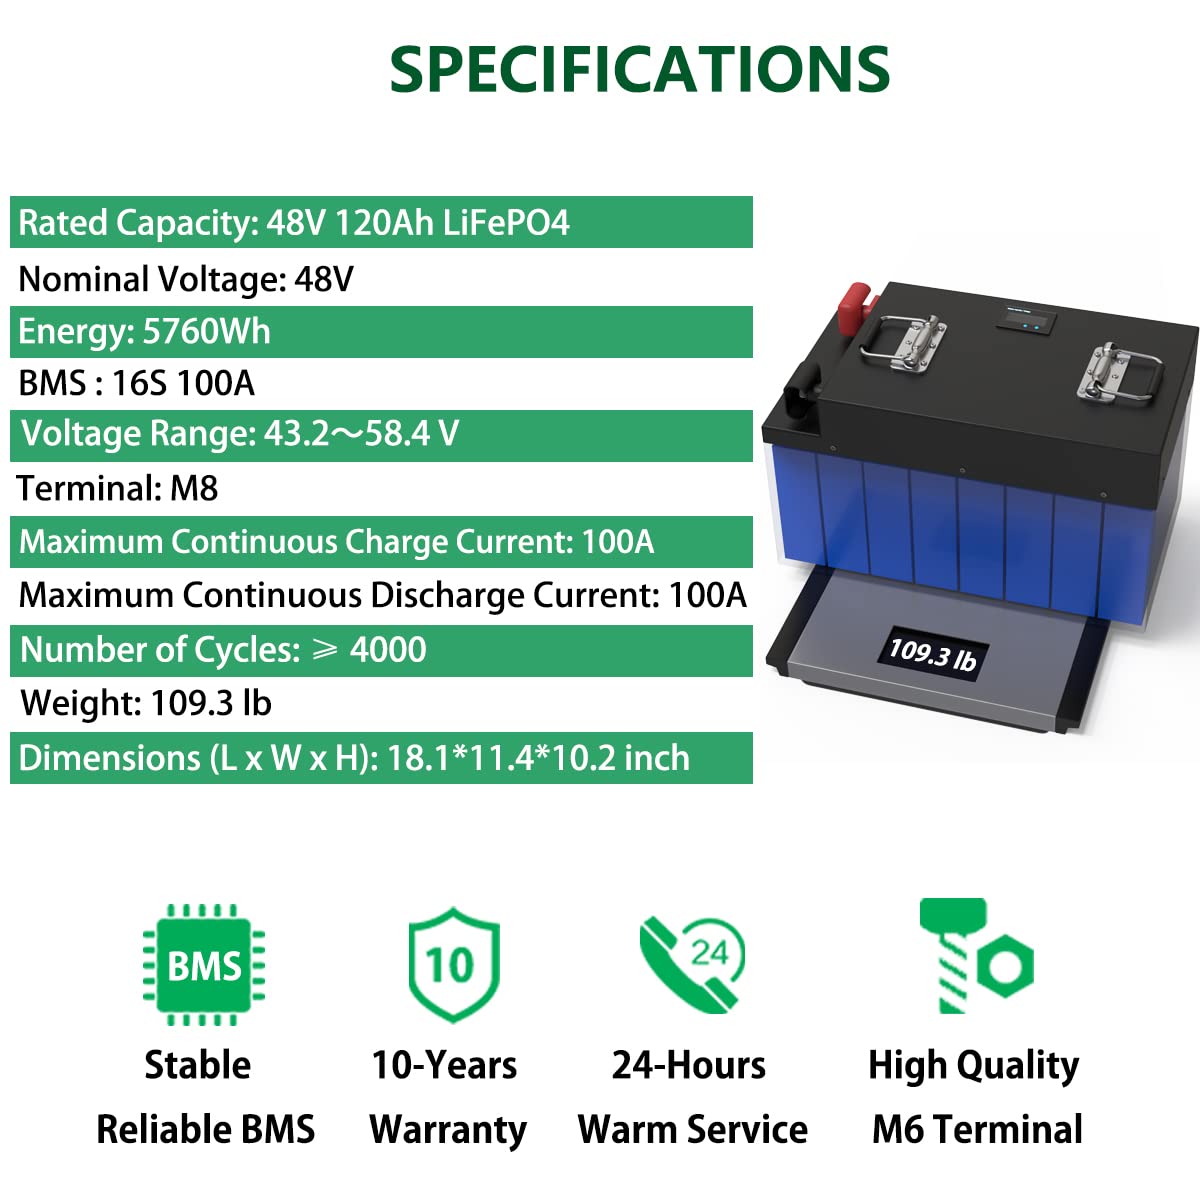 SPECIFICATIONS
Rated Capacity: 48V 120Ah LiFePO4
Nominal Voltage: 48V
Energy: 5760Wh
BMS : 16S 100A
Voltage Range: 43.2～58.4 V
Terminal: M8
Maximum Continuous Charge Current: 100A
Maximum Continuous Discharge Current: 100A
Number of Cycles: ⩾ 4000
Weight: 109.3 lb
Dimensions (L x W x H): 18.1*11.4*10.2 inch
109.3 lb
BMS
10
24
Stable
Reliable BMS
10-Years
Warranty
24-Hours
Warm Service
High Quality
M6 Terminal